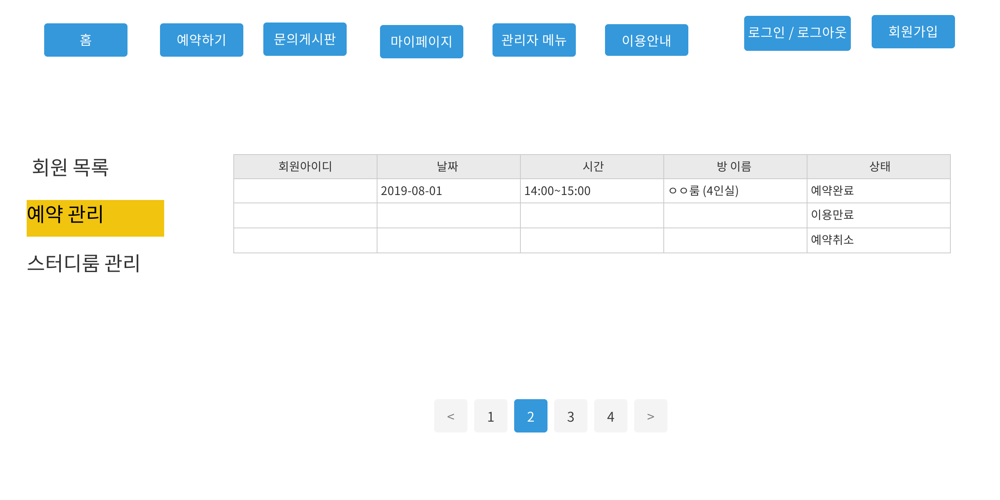 홈
예약하기
문의게시판
마이페이지
관리자 메뉴
이용안내
로그인 / 로그아웃
회원가입
회원 목록
예약 관리
스터디룸 관리
회원아이디 날짜 시간 방 이름 상태
2019-08-01 14:00~15:00 ㅇㅇ룸 (4인실) 예약완료
이용만료
예약취소
< 1 2 3 4 >